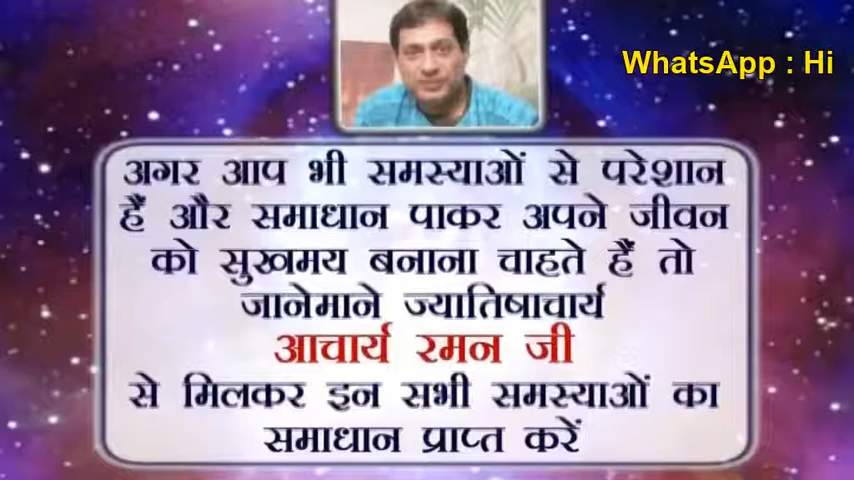 WhatsApp : Hi
अगर आप भी समस्याओं से परेशान
हैं और समाधान पाकर अपने जीवन
को सुखमय बनाना चाहते हैं तो
जानेमाने ज्यातिषाचार्य
आचार्य रमन जी
से मिलकर इन सभी समस्याओं का
समाधान प्राप्त करें